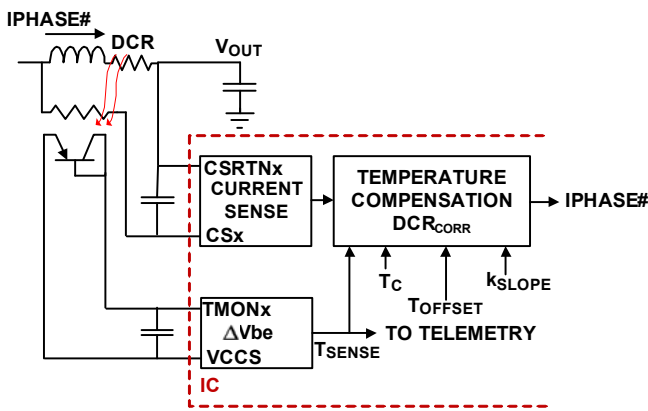 IPHASE#
DCR
VOUT
CSRTNx
CURRENT
SENSE
CSx
TEMPERATURE
COMPENSATION
DCRCORR
IPHASE#
TC
TOFFSET
kSLOPE
TMONx
ΔVbe
VCCS
TSENSE
TO TELEMETRY
IC